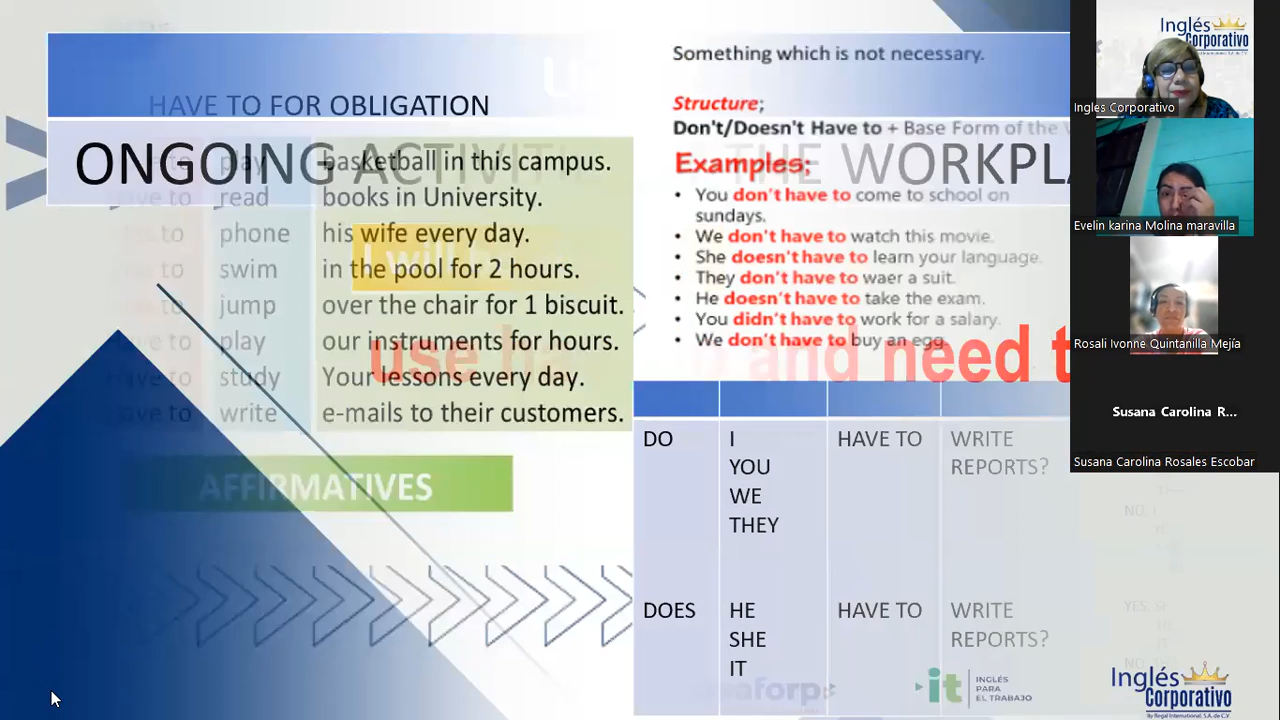 HAVE TO FOR OBLIGATION
ONGOING
THE WORKPL
play basketball in this campus.
read books in University.
to phone his wife every day.
to swim in the pool for 2 hours.
to jump over the chair for 1 biscuit.
to play our instruments for hours.
have to study Your lessons every day.
have to write e-mails to their customers.
I will
use and need t
AFFIRMATIVES
Something which is not necessary.
Structure;
Don't/Doesn't Have to + Base Form of the
Examples;
• You don't have to come to school on
sundays.
• We don't have to watch this movie.
• She doesn't have to learn your language.
• They don't have to waer a suit.
• He doesn't have to take the exam.
• You didn't have to work for a salary.
• We don't have to buy an egg.
DO I HAVE TO WRITE
YOU REPORTS?
WE
THEY
DOES HE HAVE TO WRITE
SHE REPORTS?
IT
NO,
YES,
NO
it INGLÉS
PARA
EL TRABAJO
Inglés
Corporativo
By Regal International, S.A. de C.V.
Inglés
Corporativo
Ingles Corporativo
Evelin karina Molina maravilla
Rosali Ivonne Quintanilla Mejía
Susana Carolina R...
Susana Carolina Rosales Escobar